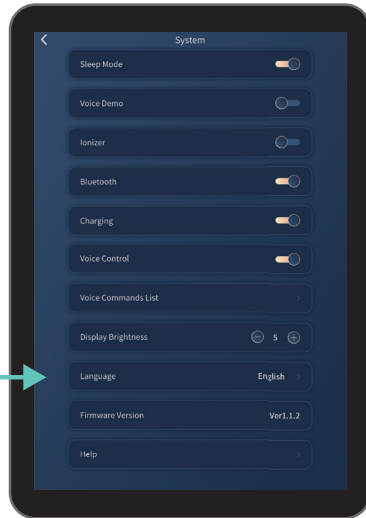 System
Sleep Mode
Voice Demo
Ionizer
Bluetooth
Charging
Voice Control
Voice Commands List
Display Brightness 5
Language English
Firmware Version Ver1.1.2
Help